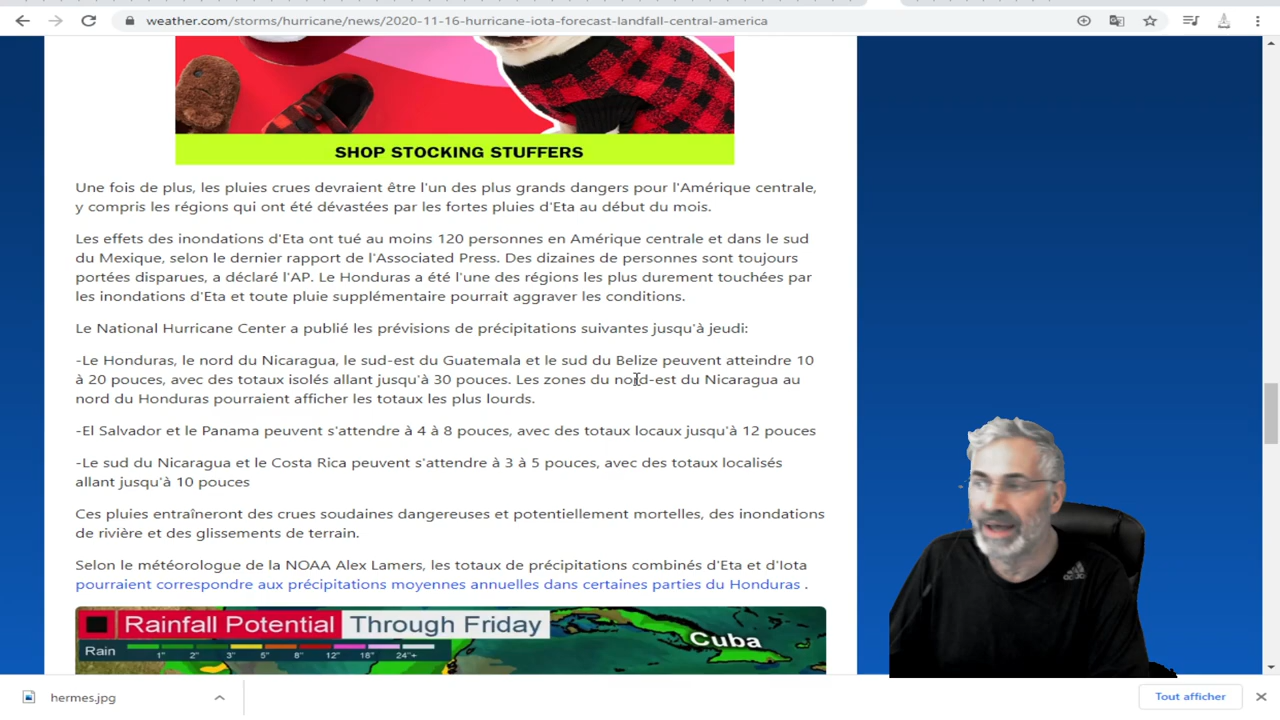 weather.com/storms/hurricane/news/2020-11-16-hurricane-iota-forecast-landfall-central-america
SHOP STOCKING STUFFERS
Une fois de plus, les pluies crues devraient être l'un des plus grands dangers pour l'Amérique centrale,
y compris les régions qui ont été dévastées par les fortes pluies d'Eta au début du mois.
Les effets des inondations d'Eta ont tué au moins 120 personnes en Amérique centrale et dans le sud
du Mexique, selon le dernier rapport de l'Associated Press. Des dizaines de personnes sont toujours
portées disparues, a déclaré l'AP. Le Honduras a été l'une des régions les plus durement touchées par
les inondations d'Eta et toute pluie supplémentaire pourrait aggraver les conditions.
Le National Hurricane Center a publié les prévisions de précipitations suivantes jusqu'à jeudi:
-Le Honduras, le nord du Nicaragua, le sud-est du Guatemala et le sud du Belize peuvent atteindre 10
à 20 pouces, avec des totaux isolés allant jusqu'à 30 pouces. Les zones du nord-est du Nicaragua au
nord du Honduras pourraient afficher les totaux les plus lourds.
-El Salvador et le Panama peuvent s'attendre à 4 à 8 pouces, avec des totaux locaux jusqu'à 12 pouces
-Le sud du Nicaragua et le Costa Rica peuvent s'attendre à 3 à 5 pouces, avec des totaux localisés
allant jusqu'à 10 pouces
Ces pluies entraîneront des crues soudaines dangereuses et potentiellement mortelles, des inondations
de rivière et des glissements de terrain.
Selon le météorologue de la NOAA Alex Lamers, les totaux de précipitations combinés d'Eta et d'Iota
pourraient correspondre aux précipitations moyennes annuelles dans certaines parties du Honduras .
Rainfall Potential Through Friday
Cuba
Rain 1" 2" 3" 5" 8" 12" 18" 24"+
adidas
hermes.jpg
Tout afficher